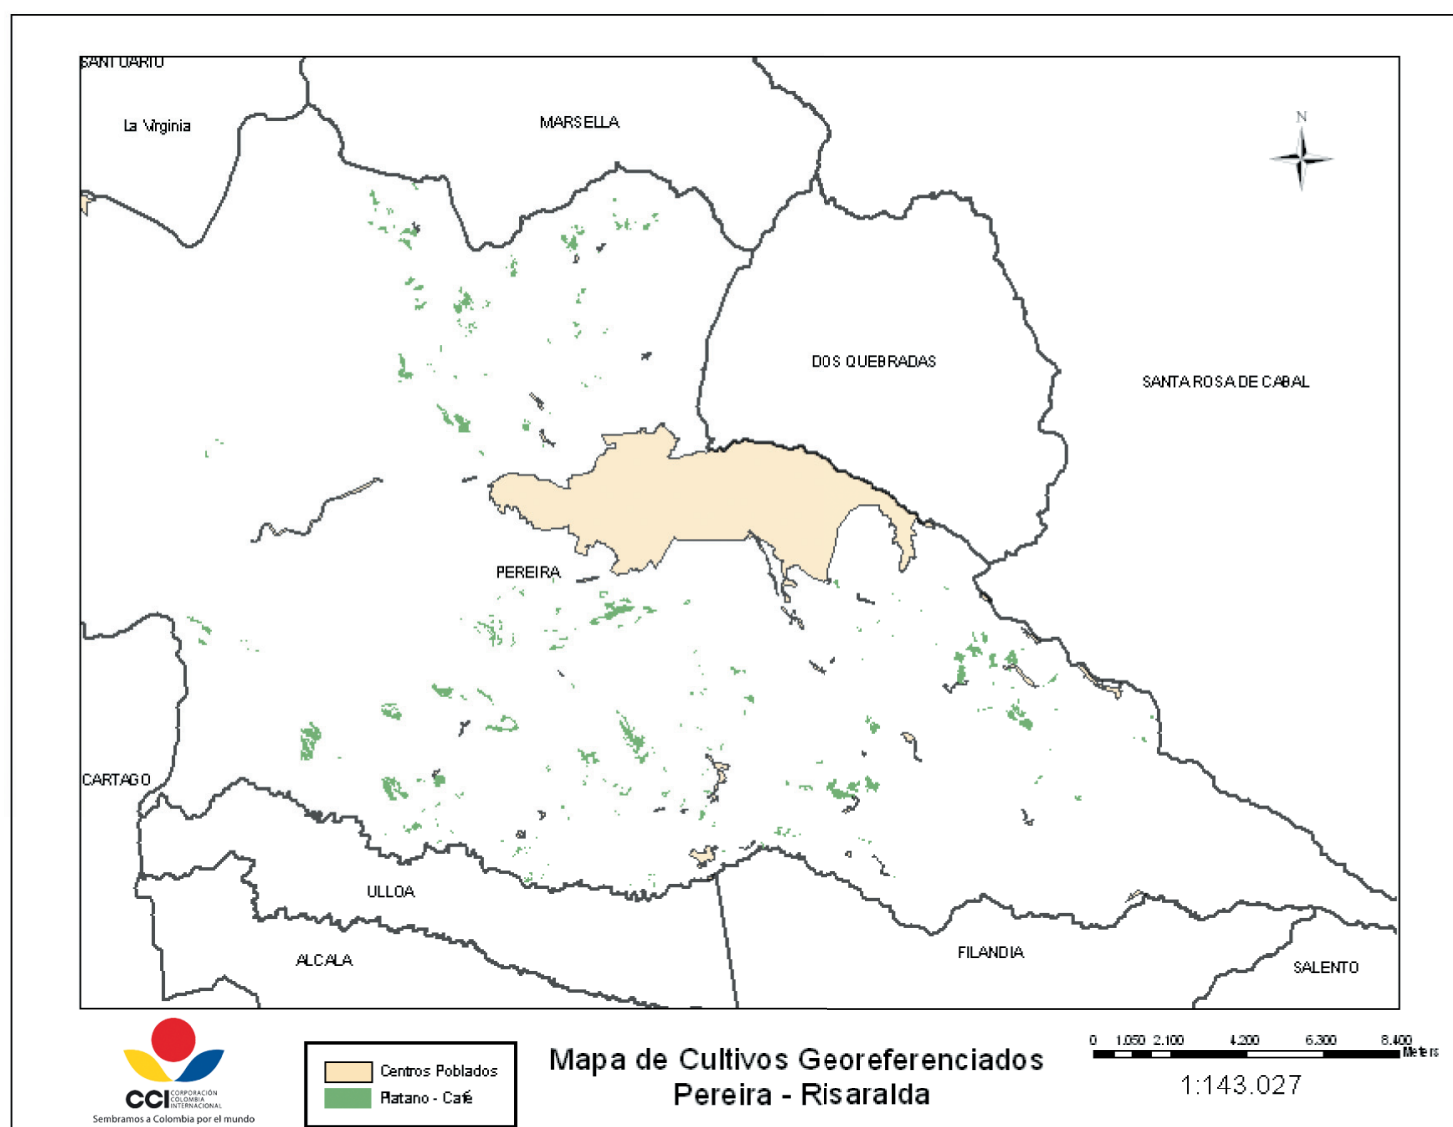 SANTUARIO
La Virginia
MARSELLA
N
DOS QUEBRADAS
SANTA ROSA DE CABAL
PEREIRA
CARTAGO
ULLOA
ALCALA
FILANDIA
SALENTO
CCI CORPORACIÓN
COLOMBIA
INTERNACIONAL
Sembramos a Colombia por el mundo
Centros Poblados
Platano - Café
Mapa de Cultivos Georeferenciados
Pereira - Risaralda
0 1.050 2.100 4.200 6.300 8.400
Meters
1:143.027